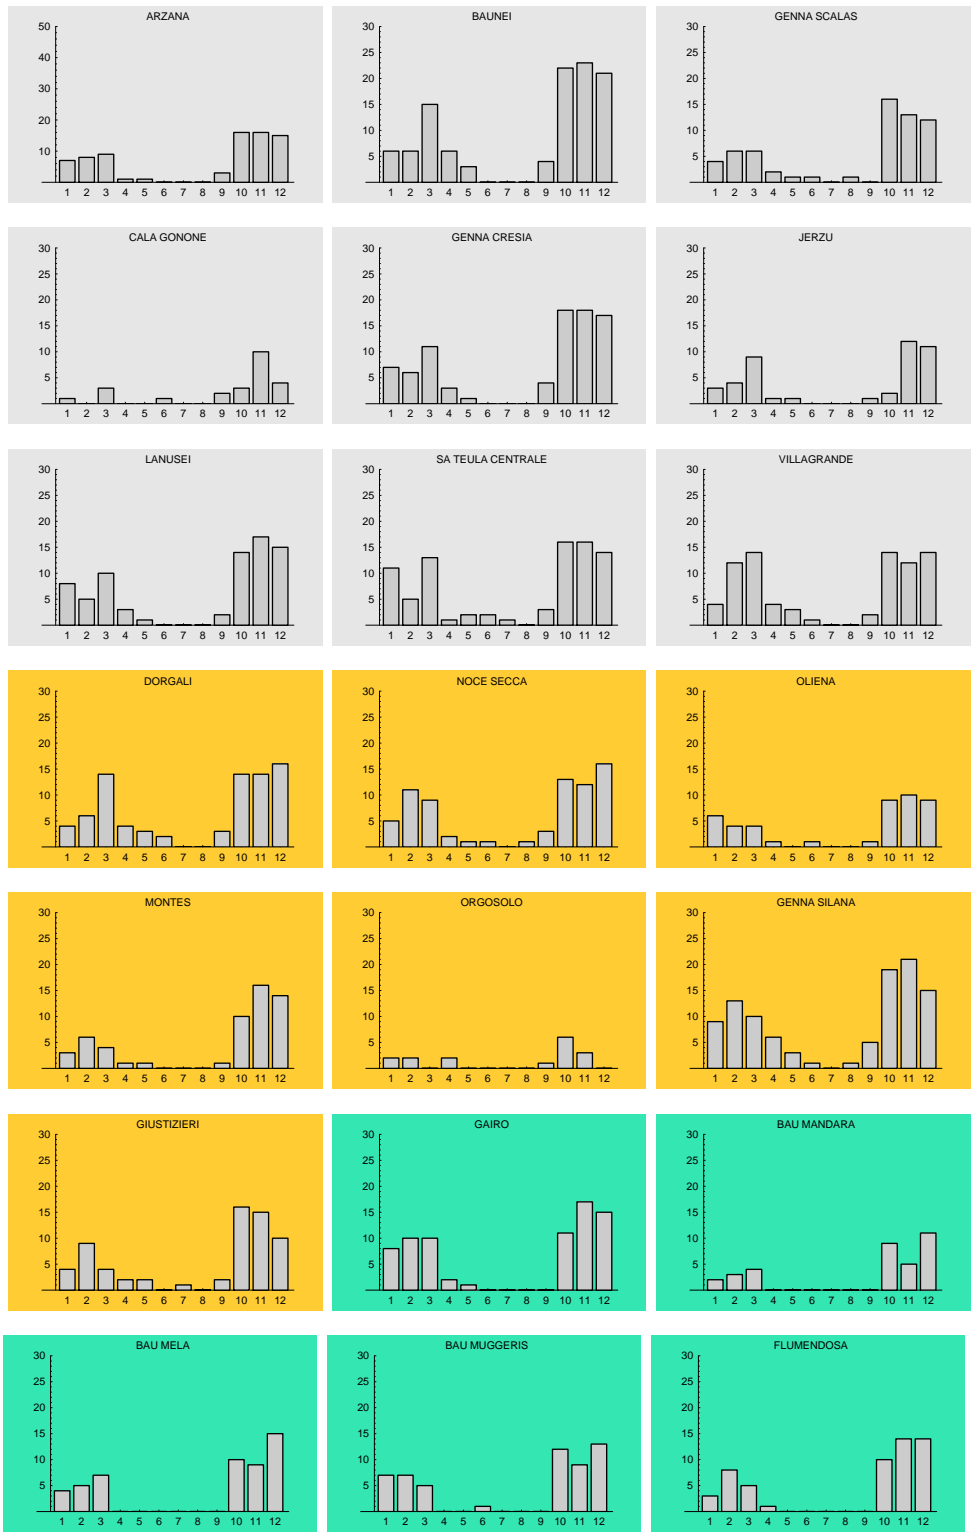 ARZANA
50
40
30
20
10
1 2 3 4 5 6 7 8 9 10 11 12
BAUNEI
30
25
20
15
10
5
1 2 3 4 5 6 7 8 9 10 11 12
GENNA SCALAS
30
25
20
15
10
5
1 2 3 4 5 6 7 8 9 10 11 12
CALA GONONE
30
25
20
15
10
5
1 2 3 4 5 6 7 8 9 10 11 12
GENNA CRESIA
30
25
20
15
10
5
1 2 3 4 5 6 7 8 9 10 11 12
JERZU
30
25
20
15
10
5
1 2 3 4 5 6 7 8 9 10 11 12
LANUSEI
30
25
20
15
10
5
1 2 3 4 5 6 7 8 9 10 11 12
SA TEULA CENTRALE
30
25
20
15
10
5
1 2 3 4 5 6 7 8 9 10 11 12
VILLAGRANDE
30
25
20
15
10
5
1 2 3 4 5 6 7 8 9 10 11 12
DORGALI
30
25
20
15
10
5
1 2 3 4 5 6 7 8 9 10 11 12
NOCE SECCA
30
25
20
15
10
5
1 2 3 4 5 6 7 8 9 10 11 12
OLIENA
30
25
20
15
10
5
1 2 3 4 5 6 7 8 9 10 11 12
MONTES
30
25
20
15
10
5
1 2 3 4 5 6 7 8 9 10 11 12
ORGOSOLO
30
25
20
15
10
5
1 2 3 4 5 6 7 8 9 10 11 12
GENNA SILANA
30
25
20
15
10
5
1 2 3 4 5 6 7 8 9 10 11 12
GIUSTIZIERI
30
25
20
15
10
5
1 2 3 4 5 6 7 8 9 10 11 12
GAIRO
30
25
20
15
10
5
1 2 3 4 5 6 7 8 9 10 11 12
BAU MANDARA
30
25
20
15
10
5
1 2 3 4 5 6 7 8 9 10 11 12
BAU MELA
30
25
20
15
10
5
1 2 3 4 5 6 7 8 9 10 11 12
BAU MUGGERIS
30
25
20
15
10
5
1 2 3 4 5 6 7 8 9 10 11 12
FLUMENDOSA
30
25
20
15
10
5
1 2 3 4 5 6 7 8 9 10 11 12